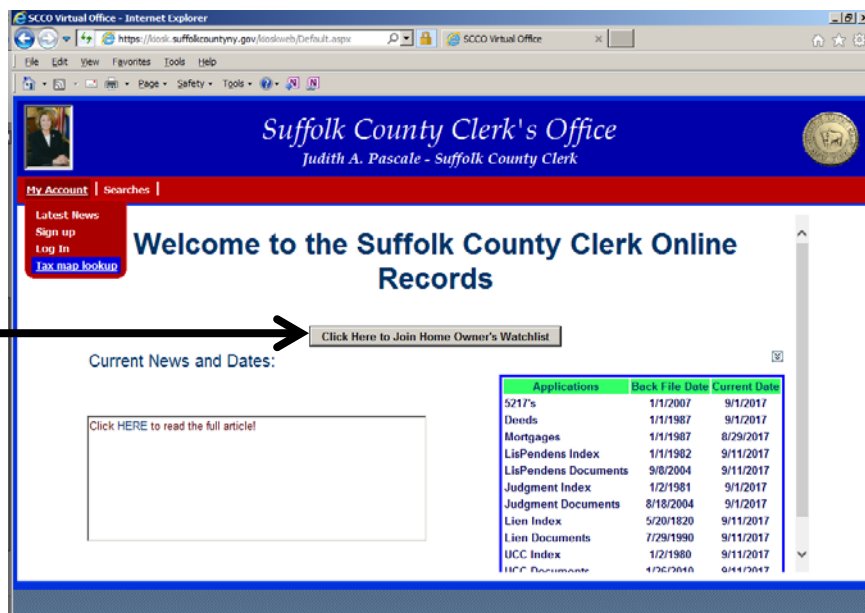 SCCO Virtual Office - Internet Explorer
https://kiosk.suffolkcountyny.gov/kioskweb/Default.aspx
SCCO Virtual Office
File Edit View Favorites Tools Help
Page Safety Tools
Suffolk County Clerk's Office
Judith A. Pascale - Suffolk County Clerk
My Account | Searches |
Latest News
Sign up
Log In
Tax map lookup
Welcome to the Suffolk County Clerk Online
Records
Click Here to Join Home Owner's Watchlist
Current News and Dates:
Click HERE to read the full article!
Applications Back File Date Current Date
5217's 1/1/2007 9/1/2017
Deeds 1/1/1987 9/1/2017
Mortgages 1/1/1987 8/29/2017
LisPendens Index 1/1/1982 9/11/2017
LisPendens Documents 9/8/2004 9/11/2017
Judgment Index 1/2/1981 9/1/2017
Judgment Documents 8/18/2004 9/1/2017
Lien Index 5/20/1820 9/11/2017
Lien Documents 7/29/1990 9/11/2017
UCC Index 1/2/1980 9/11/2017
UCC Documents 1/26/2010 9/11/2017